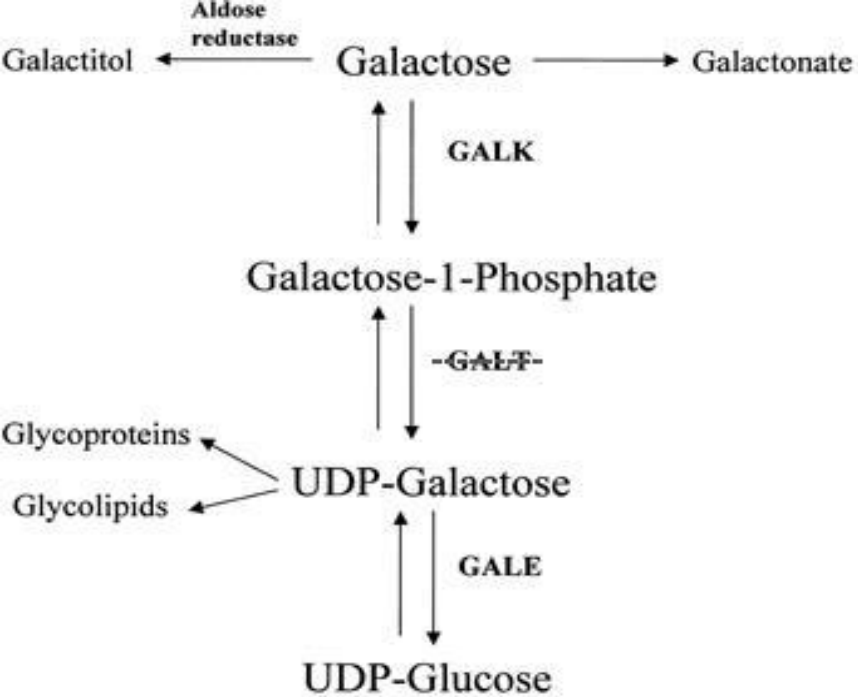 Aldose
reductase
Galactitol Galactose Galactonate
GALK
Galactose-1-Phosphate
-GALT-
Glycoproteins
UDP-Galactose
Glycolipids
GALE
UDP-Glucose